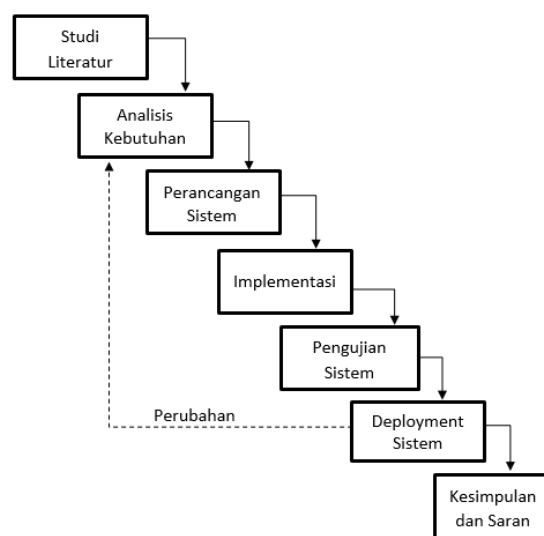 Studi
Literatur
Analisis
Kebutuhan
Perancangan
Sistem
Implementasi
Pengujian
Sistem
Perubahan
Deployment
Sistem
Kesimpulan
dan Saran